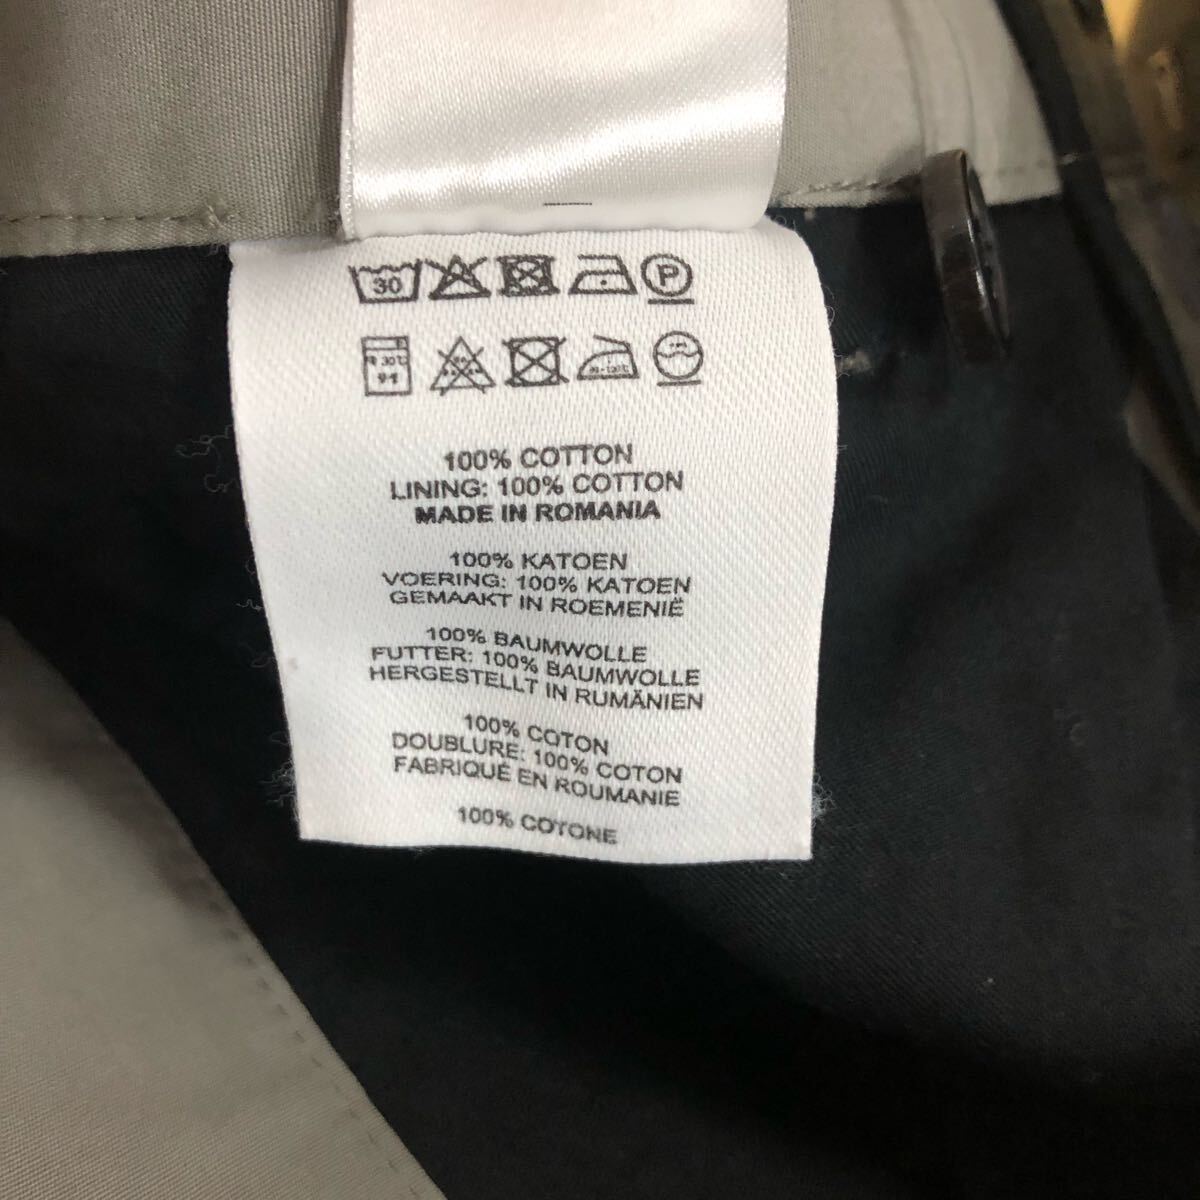 30 P
30
100% COTTON
LINING: 100% COTTON
MADE IN ROMANIA
100% KATOEN
VOERING: 100% KATOEN
GEMAAKT IN ROEMENIË
100% BAUMWOLLE
FUTTER: 100% BAUMWOLLE
HERGESTELLT IN RUMÄNIEN
100% COTON
DOUBLURE: 100% COTON
FABRIQUÉ EN ROUMANIE
100% COTONE